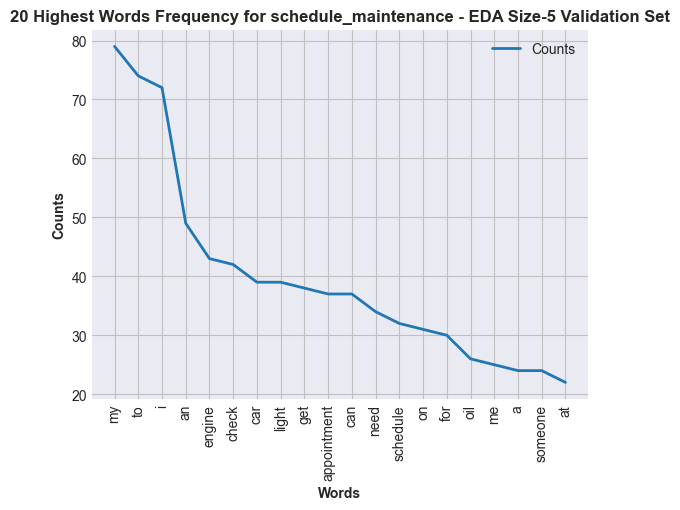 20 Highest Words Frequency for schedule_maintenance - EDA Size-5 Validation Set
Counts
80
70
60
50
40
30
20
Counts
my
to
i
an
engine
check
car
light
get
appointment
can
need
schedule
on
for
oil
me
a
someone
at
Words